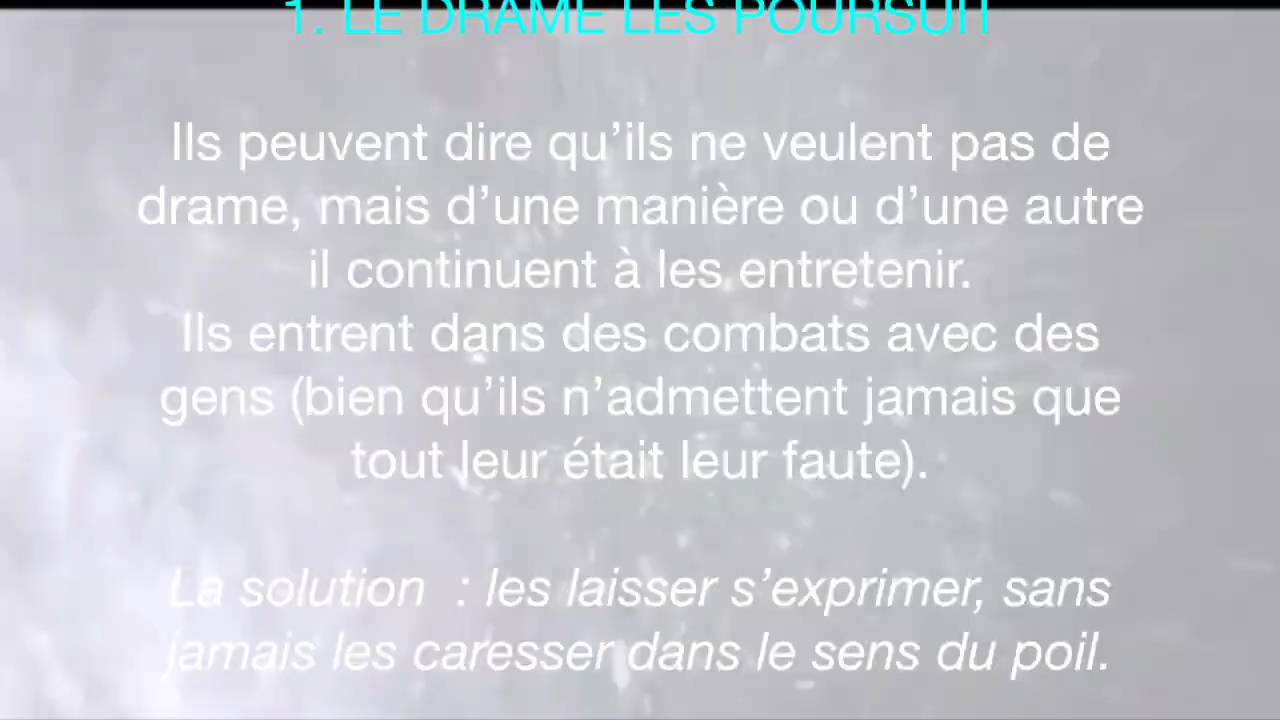 1. LE DRAME LES POURSUIT
Ils peuvent dire qu’ils ne veulent pas de
drame, mais d’une manière ou d’une autre
il continuent à les entretenir.
Ils entrent dans des combats avec des
gens (bien qu’ils n’admettent jamais que
tout leur était leur faute).
La solution  : les laisser s’exprimer, sans
jamais les caresser dans le sens du poil.